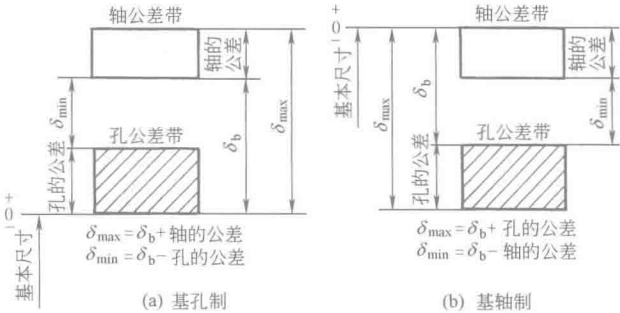 轴公差带
轴的公差
δmin
δb
δmax
孔公差带
孔的公差
+
0
-
基本尺寸
δmax=δb+轴的公差
δmin=δb-孔的公差
(a) 基孔制
轴公差带
+
0
-
基本尺寸
轴的公差
δb
δmax
δmin
孔公差带
孔的公差
δmax=δb+孔的公差
δmin=δb-轴的公差
(b) 基轴制